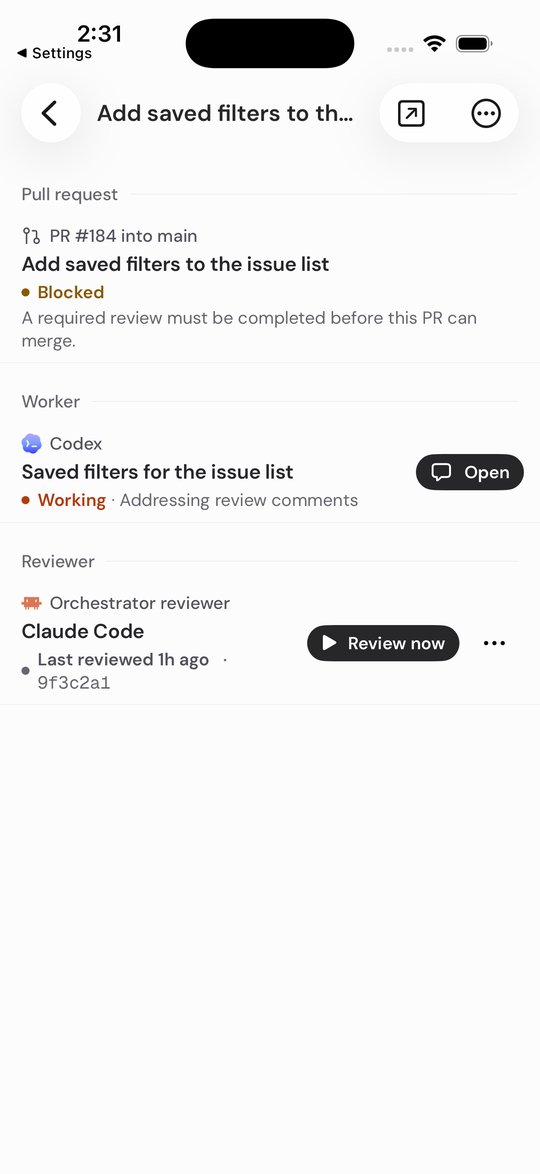 2:31
◀ Settings
Add saved filters to th...
Pull request
PR #184 into main
Add saved filters to the issue list
Blocked
A required review must be completed before this PR can
merge.
Worker
Codex
Saved filters for the issue list
Open
Working · Addressing review comments
Reviewer
Orchestrator reviewer
Claude Code
Review now
Last reviewed 1h ago ·
9f3c2a1